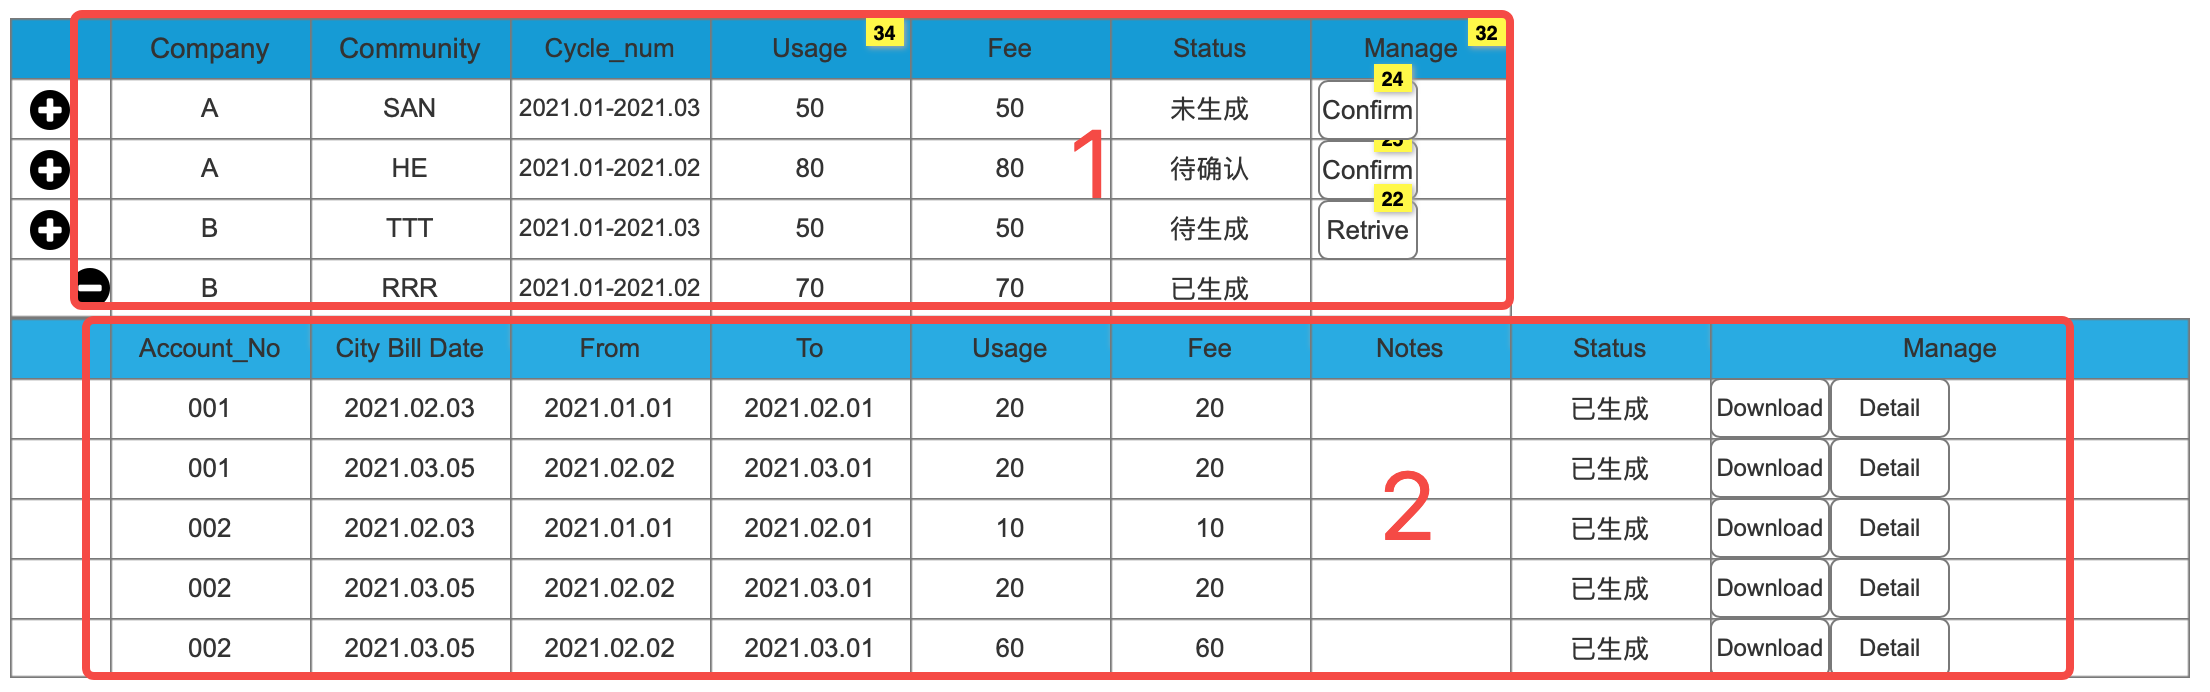 Company Community Cycle_num Usage 34 Fee Status Manage 32
24
A SAN 2021.01-2021.03 50 50 未生成 Confirm
1
A HE 2021.01-2021.02 80 80 待确认 Confirm
22
B TTT 2021.01-2021.03 50 50 待生成 Retrive
B RRR 2021.01-2021.02 70 70 已生成
Account_No City Bill Date From To Usage Fee Notes Status Manage
001 2021.02.03 2021.01.01 2021.02.01 20 20 已生成 Download Detail
001 2021.03.05 2021.02.02 2021.03.01 20 20 已生成 Download Detail
2
002 2021.02.03 2021.01.01 2021.02.01 10 10 已生成 Download Detail
002 2021.03.05 2021.02.02 2021.03.01 20 20 已生成 Download Detail
002 2021.03.05 2021.02.02 2021.03.01 60 60 已生成 Download Detail